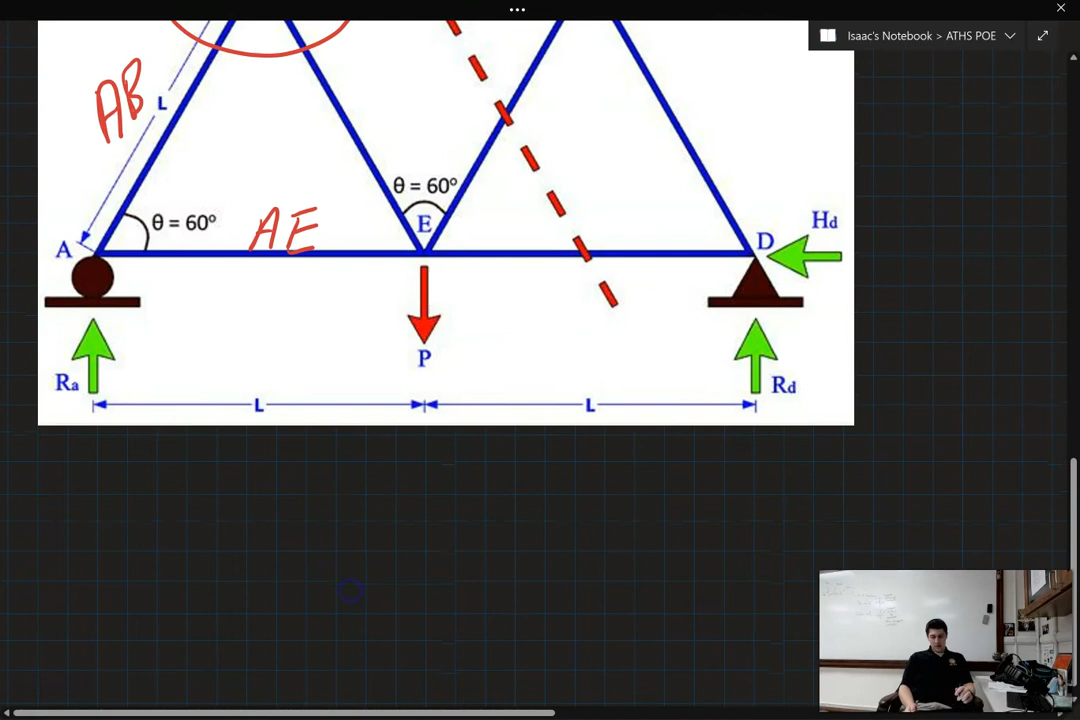 Isaac's Notebook > ATHS POE
AB
L
θ = 60°
θ = 60°
E
AE
A
D
Hd
P
Ra
Rd
L
L